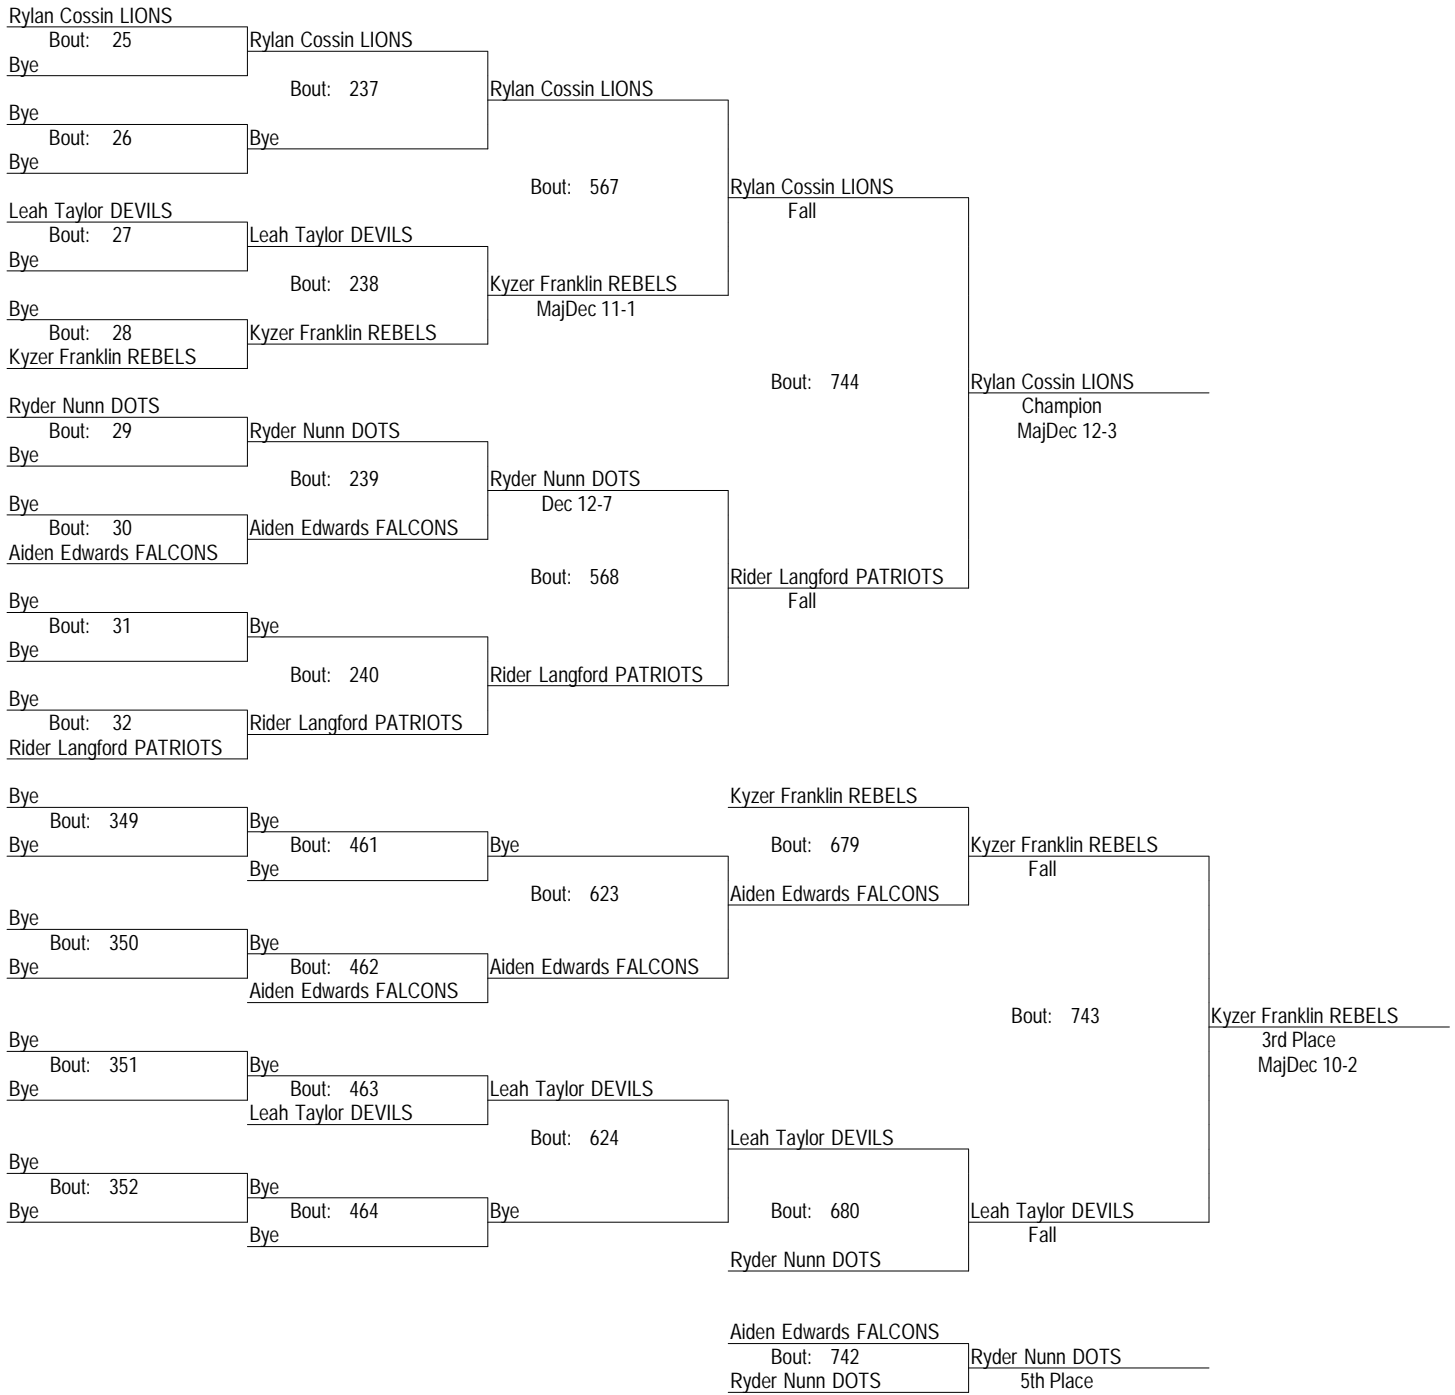 Rylan Cossin LIONS
Bout: 25
Rylan Cossin LIONS
Bye
Bout: 237
Rylan Cossin LIONS
Bye
Bout: 26
Bye
Bye
Bout: 567
Rylan Cossin LIONS
Fall
Leah Taylor DEVILS
Bout: 27
Leah Taylor DEVILS
Bye
Bout: 238
Kyzer Franklin REBELS
MajDec 11-1
Bye
Bout: 28
Kyzer Franklin REBELS
Kyzer Franklin REBELS
Bout: 744
Rylan Cossin LIONS
Champion
MajDec 12-3
Ryder Nunn DOTS
Bout: 29
Ryder Nunn DOTS
Bye
Bout: 239
Ryder Nunn DOTS
Dec 12-7
Bye
Bout: 30
Aiden Edwards FALCONS
Aiden Edwards FALCONS
Bout: 568
Rider Langford PATRIOTS
Fall
Bye
Bout: 31
Bye
Bye
Bout: 240
Rider Langford PATRIOTS
Bye
Bout: 32
Rider Langford PATRIOTS
Rider Langford PATRIOTS
Bye
Kyzer Franklin REBELS
Bout: 349
Bye
Bye
Bout: 461
Bye
Bout: 679
Kyzer Franklin REBELS
Fall
Bye
Bout: 623
Aiden Edwards FALCONS
Bye
Bout: 350
Bye
Bye
Bout: 462
Aiden Edwards FALCONS
Aiden Edwards FALCONS
Bout: 743
Kyzer Franklin REBELS
3rd Place
MajDec 10-2
Bye
Bout: 351
Bye
Bye
Bout: 463
Leah Taylor DEVILS
Leah Taylor DEVILS
Bout: 624
Leah Taylor DEVILS
Bye
Bout: 352
Bye
Bye
Bout: 464
Bye
Bout: 680
Leah Taylor DEVILS
Fall
Bye
Ryder Nunn DOTS
Aiden Edwards FALCONS
Bout: 742
Ryder Nunn DOTS
Ryder Nunn DOTS
5th Place